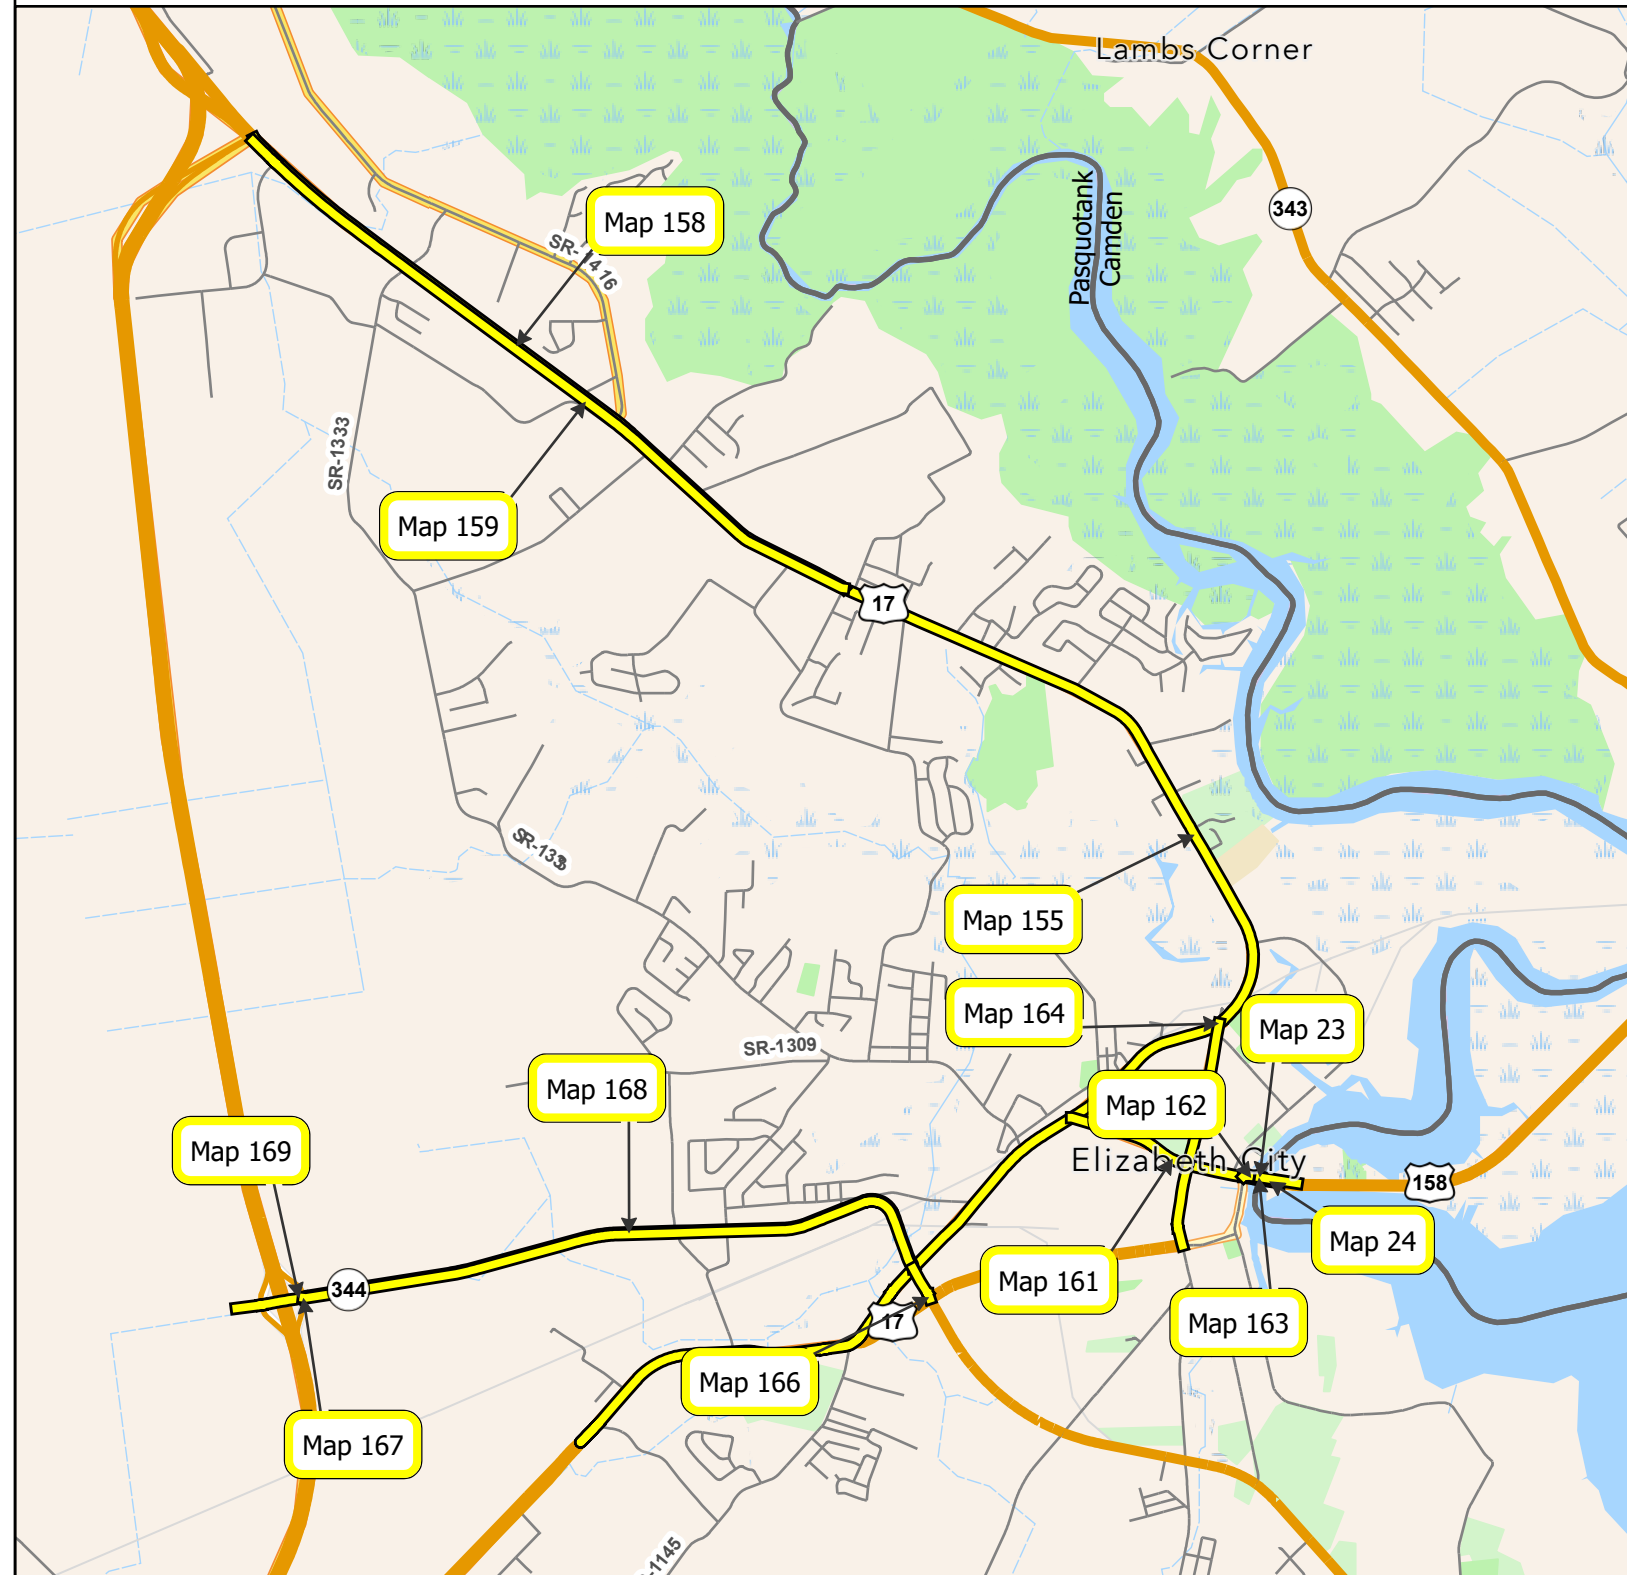 Lambs Corner
343
Pasquotank
Camden
Map 158
SR-1416
SR-1333
Map 159
17
SR-133
Map 155
Map 164
Map 23
SR-1309
Map 168
Map 162
Map 169
Elizabeth City
158
Map 24
344
Map 161
17
Map 163
Map 166
Map 167
-1145